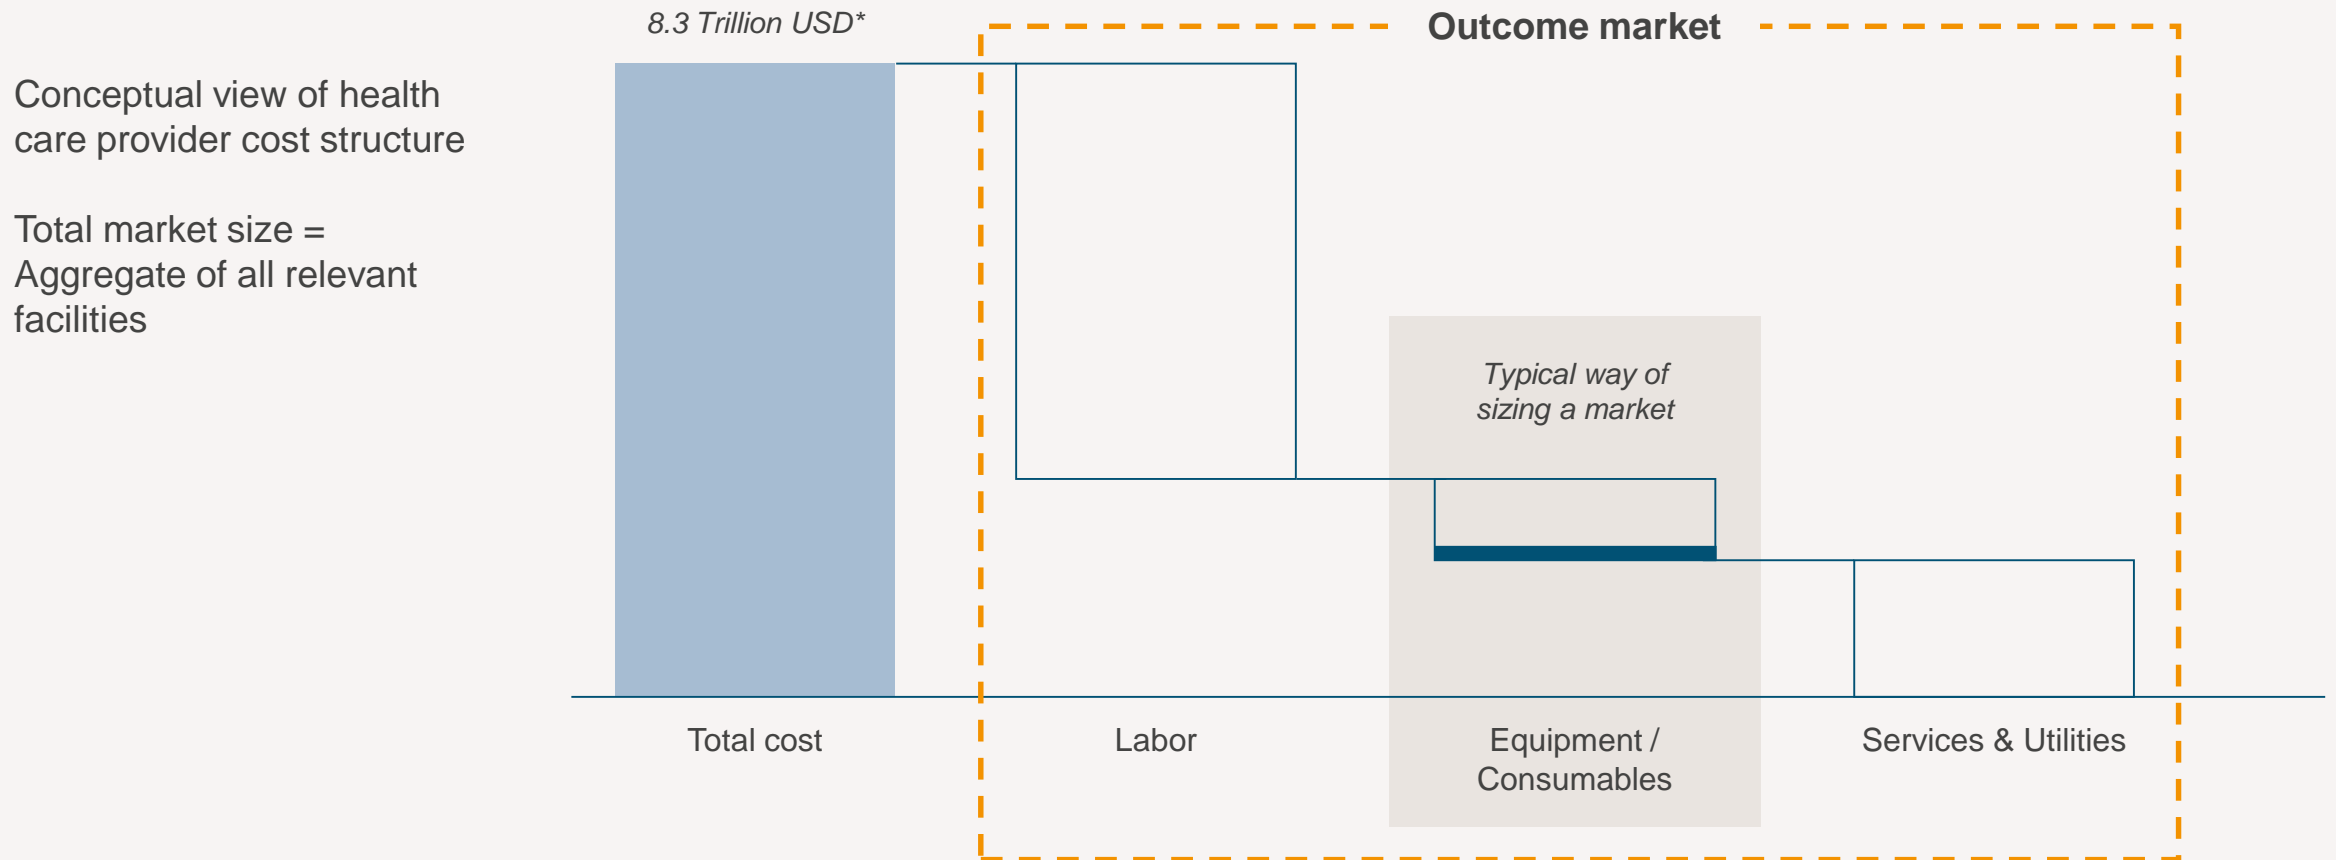 8.3 Trillion USD*
Outcome market
Conceptual view of health
care provider cost structure
Total market size =
Aggregate of all relevant
facilities
Typical way of
sizing a market
Total cost
Labor
Equipment /
Consumables
Services & Utilities